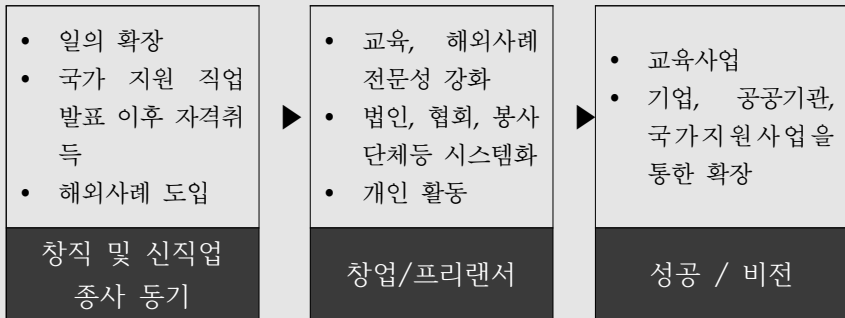 • 일의 확장
• 국가 지원 직업
발표 이후 자격취
득
• 해외사례 도입
창직 및 신직업
종사 동기
• 교육, 해외사례
전문성 강화
• 법인, 협회, 봉사
단체등 시스템화
• 개인 활동
창업/프리랜서
• 교육사업
• 기업, 공공기관,
국가지원사업을
통한 확장
성공 / 비전